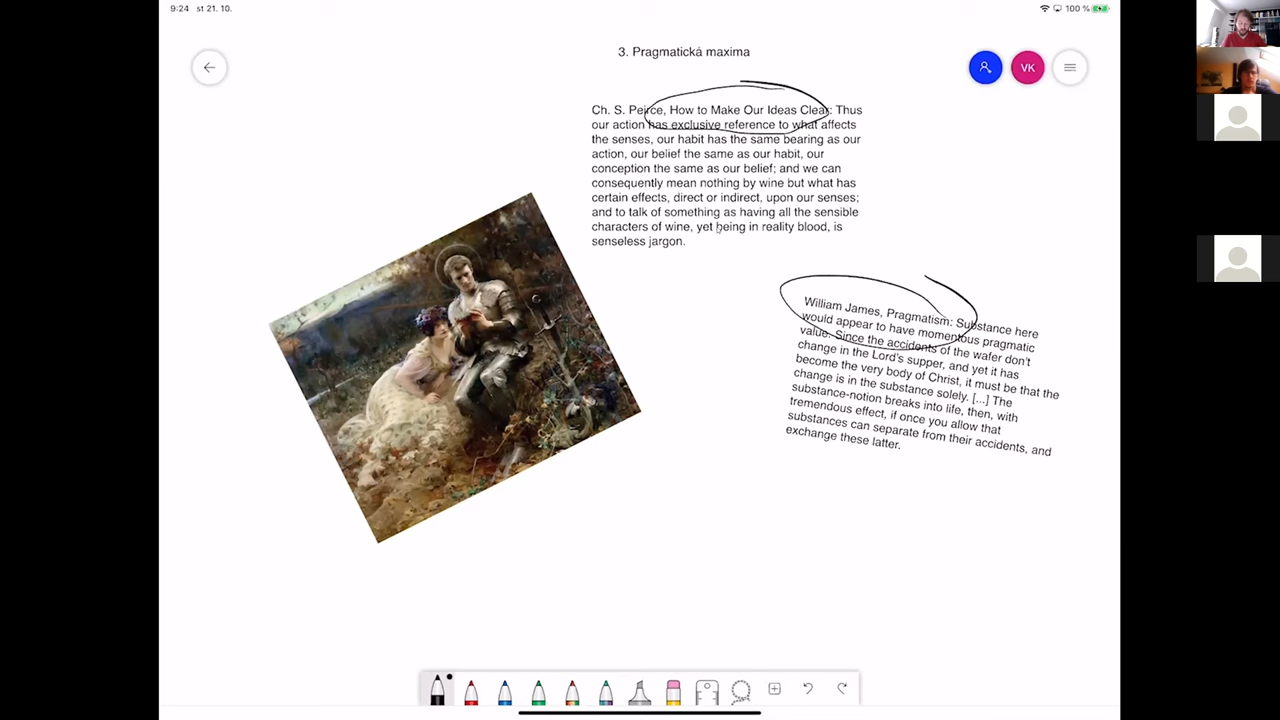 9:24 st 21. 10.
100 %
3. Pragmatická maxima
VK
Ch. S. Peirce, How to Make Our Ideas Clear: Thus
our action has exclusive reference to what affects
the senses, our habit has the same bearing as our
action, our belief the same as our habit, our
conception the same as our belief; and we can
consequently mean nothing by wine but what has
certain effects, direct or indirect, upon our senses;
and to talk of something as having all the sensible
characters of wine, yet being in reality blood, is
senseless jargon.
William James, Pragmatism: Substance here
would appear to have momentous pragmatic
value. Since the accidents of the wafer don't
change in the Lord's supper, and yet it has
become the very body of Christ, it must be that the
change is in the substance solely. [...] The
substance-notion breaks into life, then, with
tremendous effect, if once you allow that
substances can separate from their accidents, and
exchange these latter.